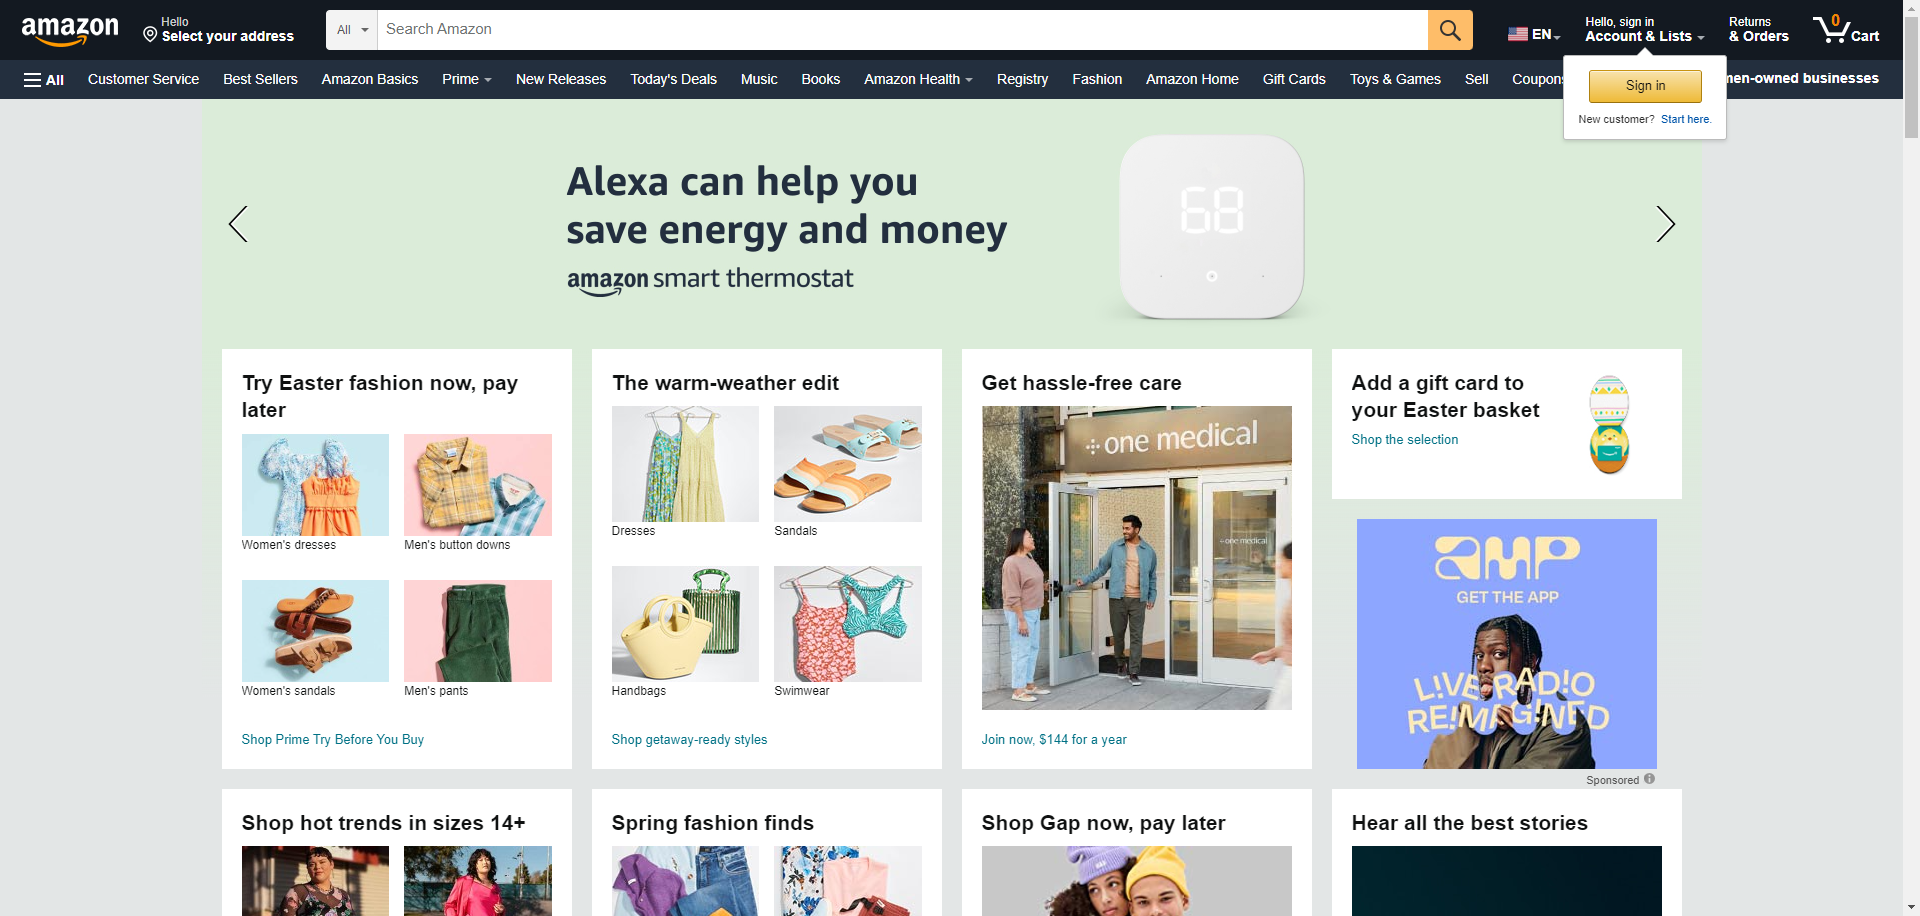 amazon
Hello
Select your address
All
Search Amazon
EN
Hello, sign in
Account & Lists
Returns
& Orders
0
Cart
All
Customer Service
Best Sellers
Amazon Basics
Prime
New Releases
Today's Deals
Music
Books
Amazon Health
Registry
Fashion
Amazon Home
Gift Cards
Toys & Games
Sell
men-owned businesses
Sign in
New customer? Start here.
Alexa can help you
save energy and money
amazon smart thermostat
68
Try Easter fashion now, pay
later
Women's dresses
Men's button downs
Women's sandals
Men's pants
Shop Prime Try Before You Buy
The warm-weather edit
Dresses
Sandals
Handbags
Swimwear
Shop getaway-ready styles
Get hassle-free care
one medical
one medical
Join now, $144 for a year
Add a gift card to
your Easter basket
Shop the selection
amp
GET THE APP
L!VE RAD!O
RE!MAG!NED
Sponsored
Shop hot trends in sizes 14+
Spring fashion finds
Shop Gap now, pay later
Hear all the best stories